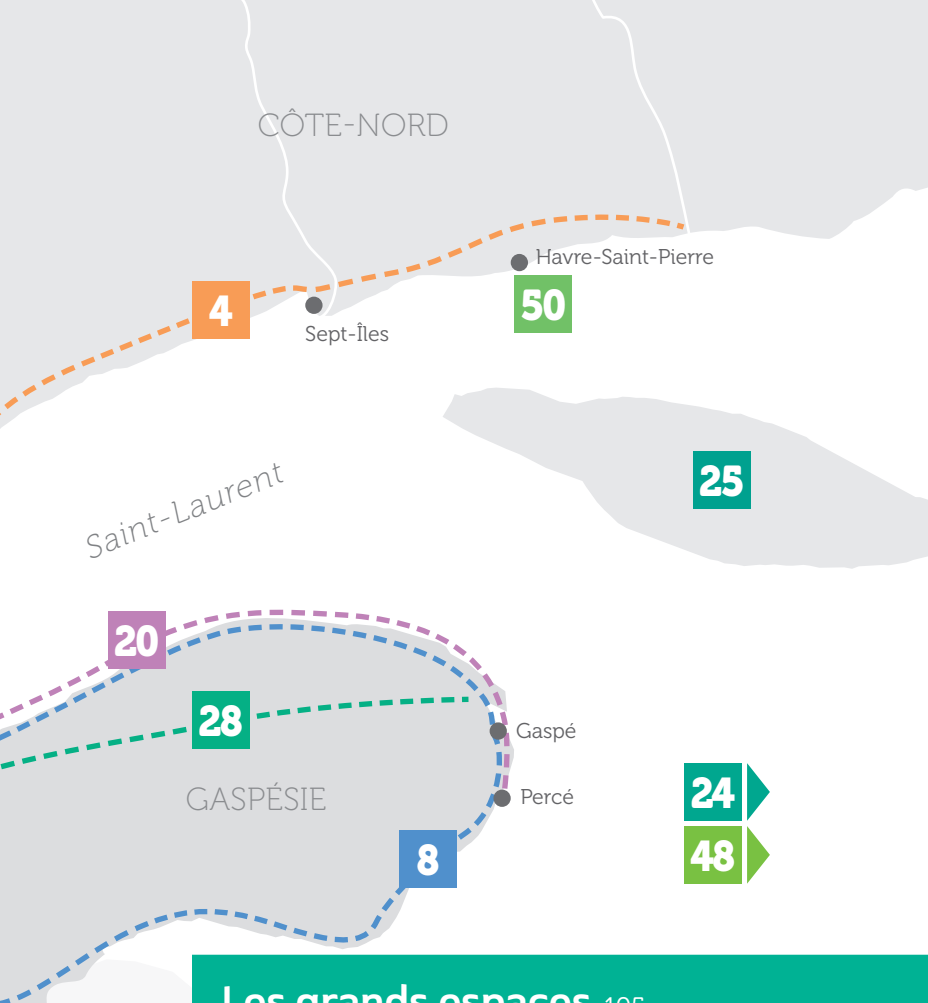 CÔTE-NORD
Havre-Saint-Pierre
4
50
Sept-Îles
25
Saint-Laurent
20
28
Gaspé
GASPÉSIE
Percé
24
48
8
Les grands espaces 195